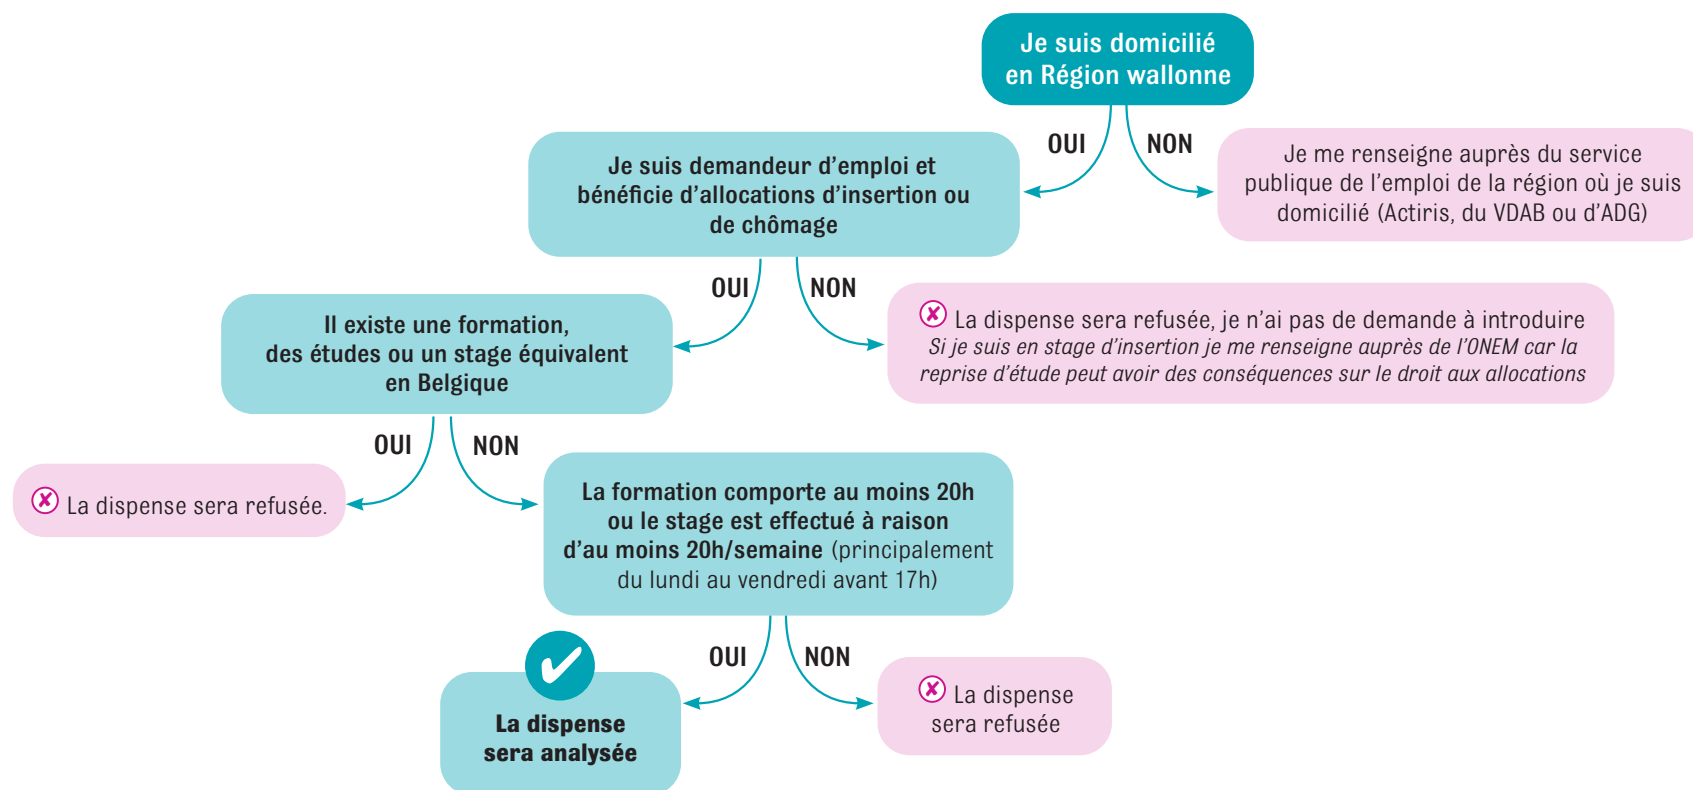 Je suis domicilié
en Région wallonne
OUI
NON
Je me renseigne auprès du service
publique de l'emploi de la région où je suis
domicilié (Actiris, du VDAB ou d'ADG)
Je suis demandeur d'emploi et
bénéficie d'allocations d'insertion ou
de chômage
OUI
NON
La dispense sera refusée, je n'ai pas de demande à introduire
Si je suis en stage d'insertion je me renseigne auprès de l'ONEM car la
reprise d'étude peut avoir des conséquences sur le droit aux allocations
Il existe une formation,
des études ou un stage équivalent
en Belgique
OUI
NON
La dispense sera refusée.
La formation comporte au moins 20h
ou le stage est effectué à raison
d'au moins 20h/semaine (principalement
du lundi au vendredi avant 17h)
OUI
NON
La dispense
sera analysée
La dispense
sera refusée